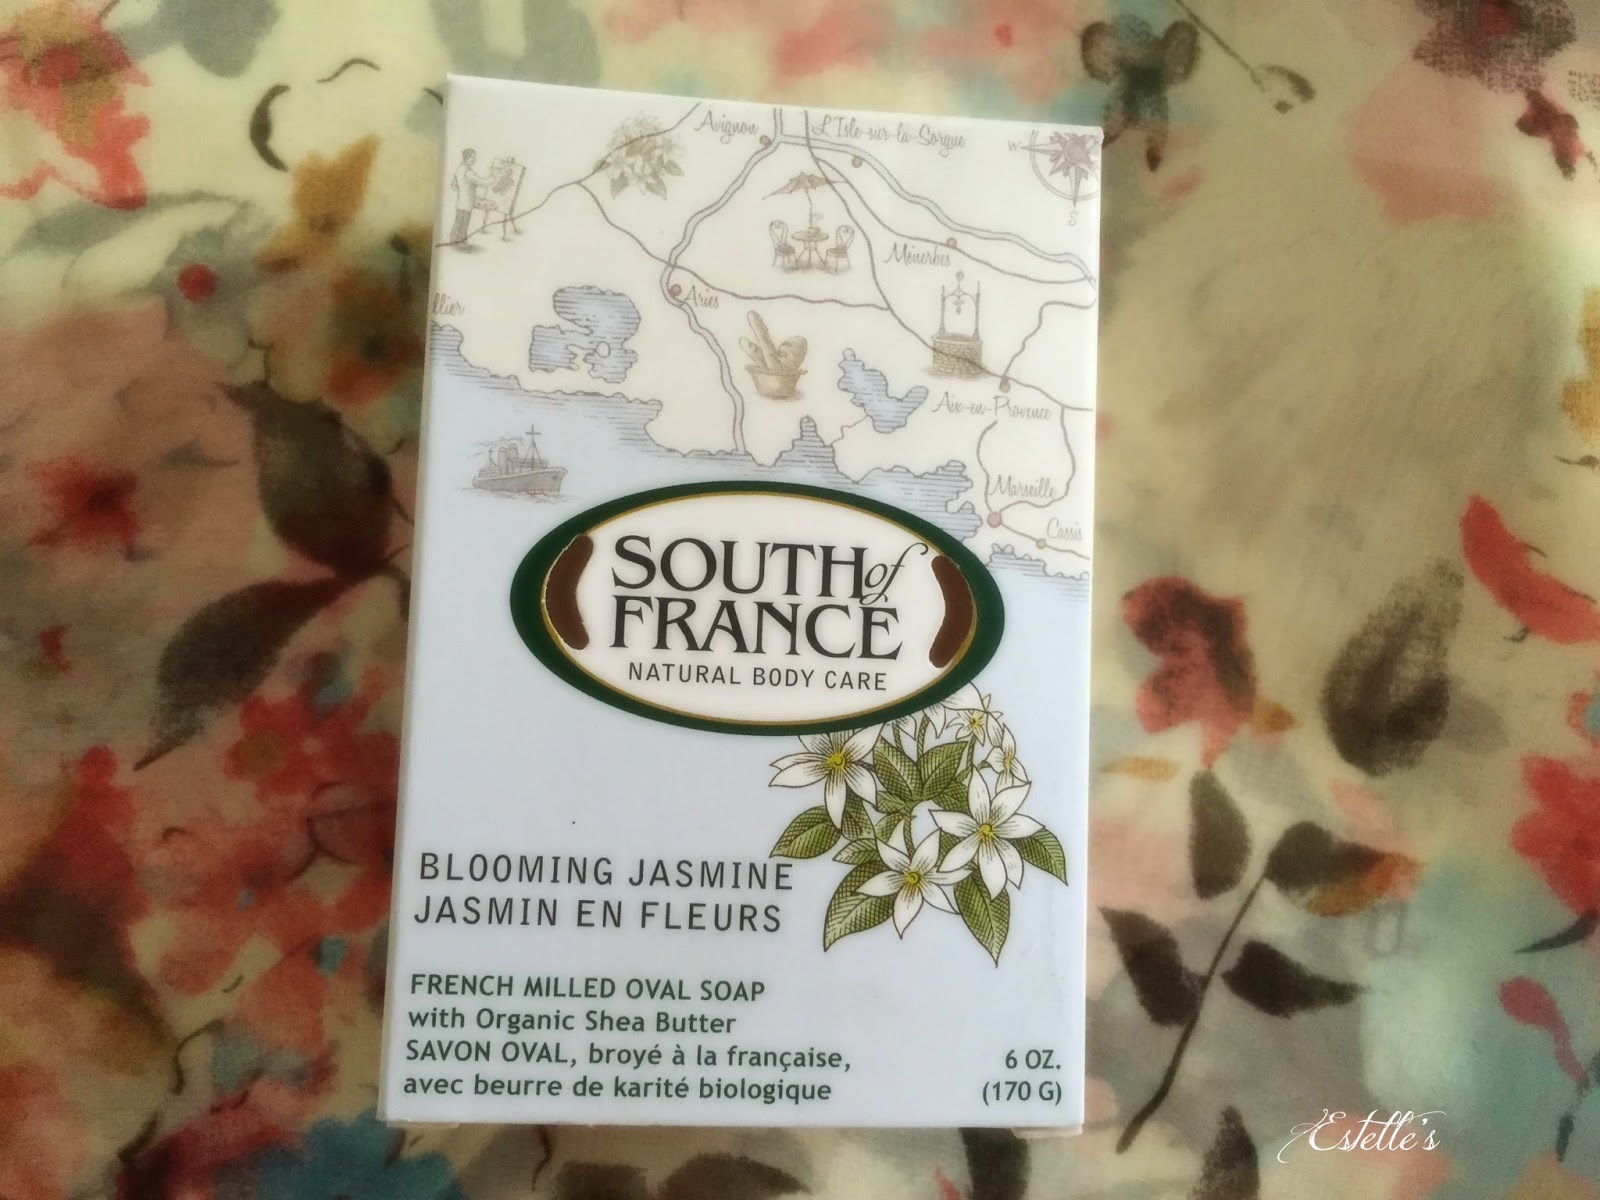 Avignon
L'Isle-sur-la-Sorgue
W
S
Ménerbes
llier
Arles
Aix-en-Provence
Marseille
Cassis
SOUTH of
FRANCE
NATURAL BODY CARE
BLOOMING JASMINE
JASMIN EN FLEURS
FRENCH MILLED OVAL SOAP
with Organic Shea Butter
SAVON OVAL, broyé à la française,
avec beurre de karité biologique
6 OZ.
(170 G)
Estelle's